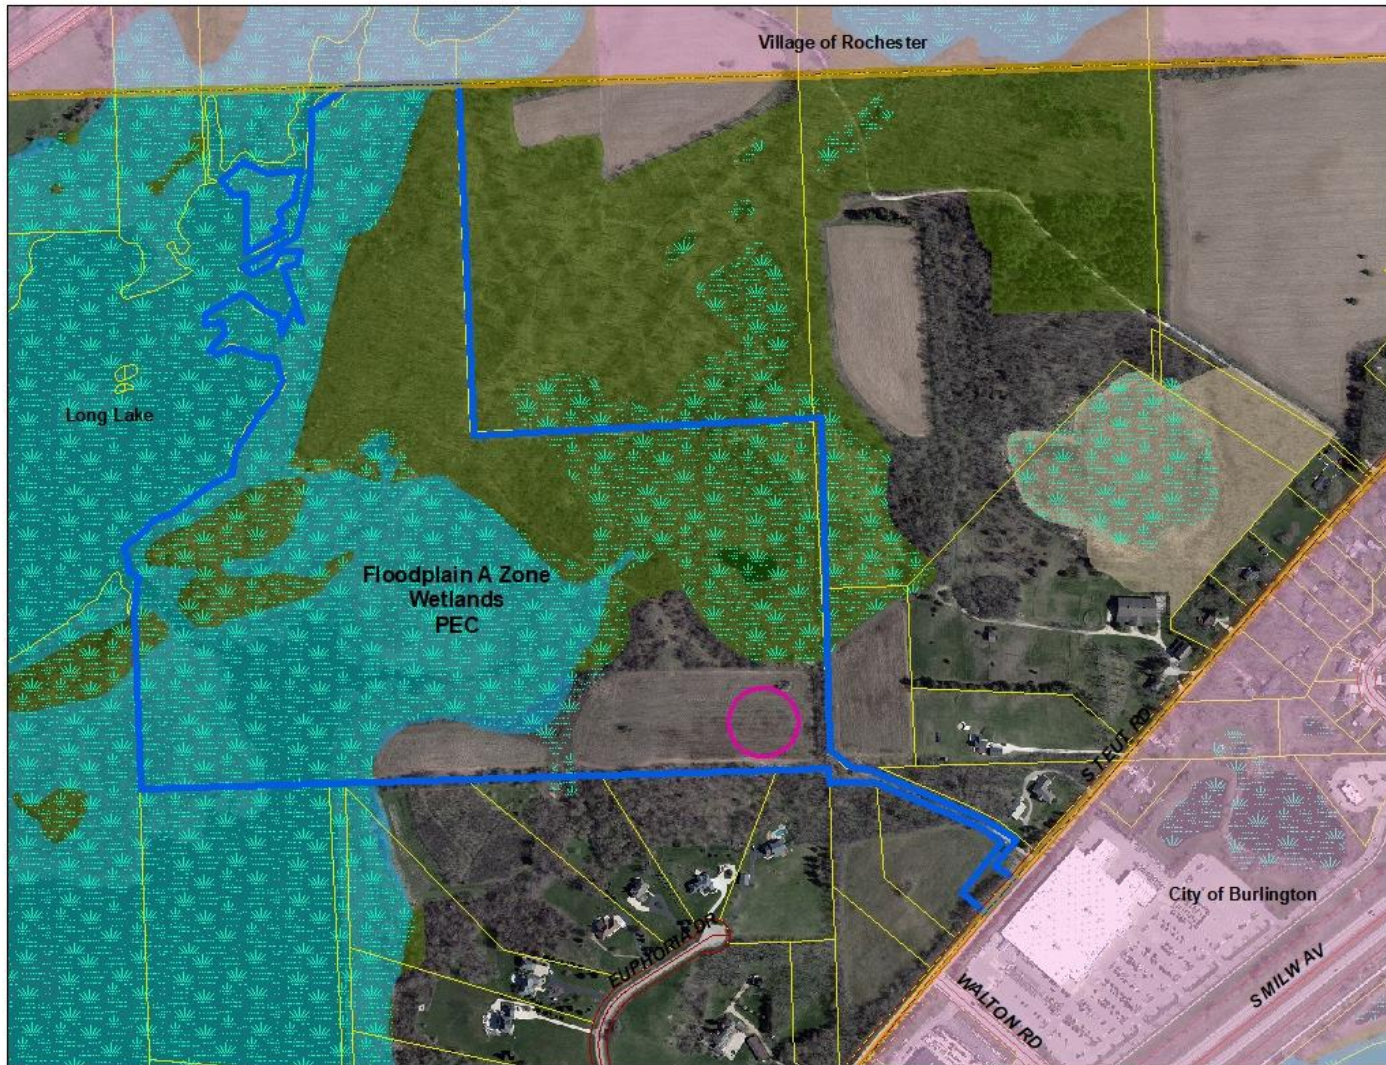 Village of Rochester
Long Lake
Floodplain A Zone
Wetlands
PEC
S TEUT RD
City of Burlington
EUPHORIA DR
WALTON RD
S MILW AV